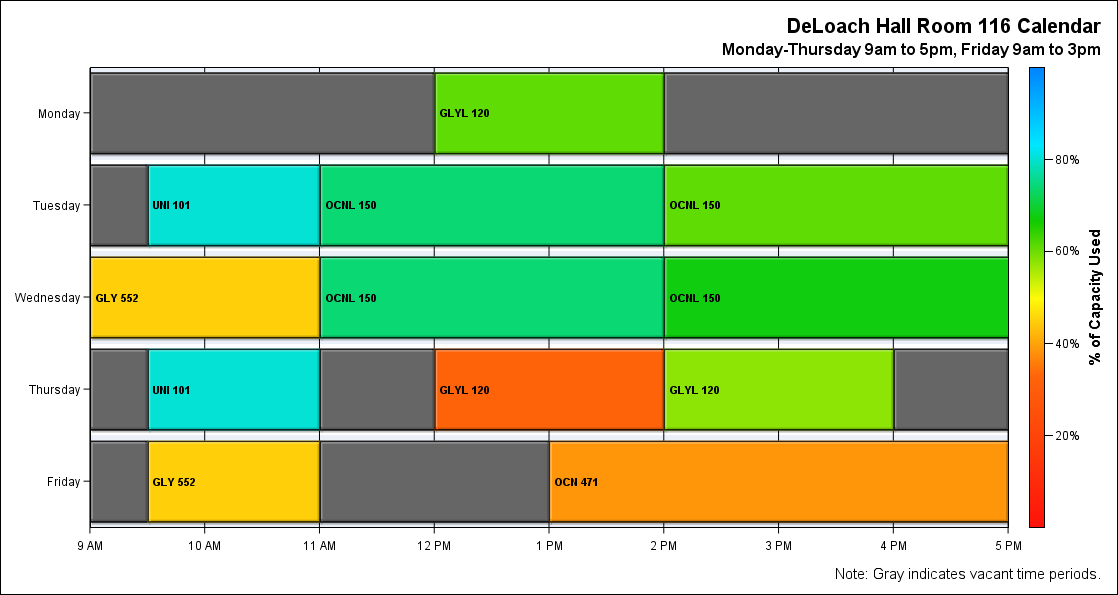 DeLoach Hall Room 116 Calendar
Monday-Thursday 9am to 5pm, Friday 9am to 3pm
Monday
GLYL 120
Tuesday
UNI 101
OCNL 150
OCNL 150
Wednesday
GLY 552
OCNL 150
OCNL 150
Thursday
UNI 101
GLYL 120
GLYL 120
Friday
GLY 552
OCN 471
9 AM
10 AM
11 AM
12 PM
1 PM
2 PM
3 PM
4 PM
5 PM
80%
60%
40%
20%
% of Capacity Used
Note: Gray indicates vacant time periods.